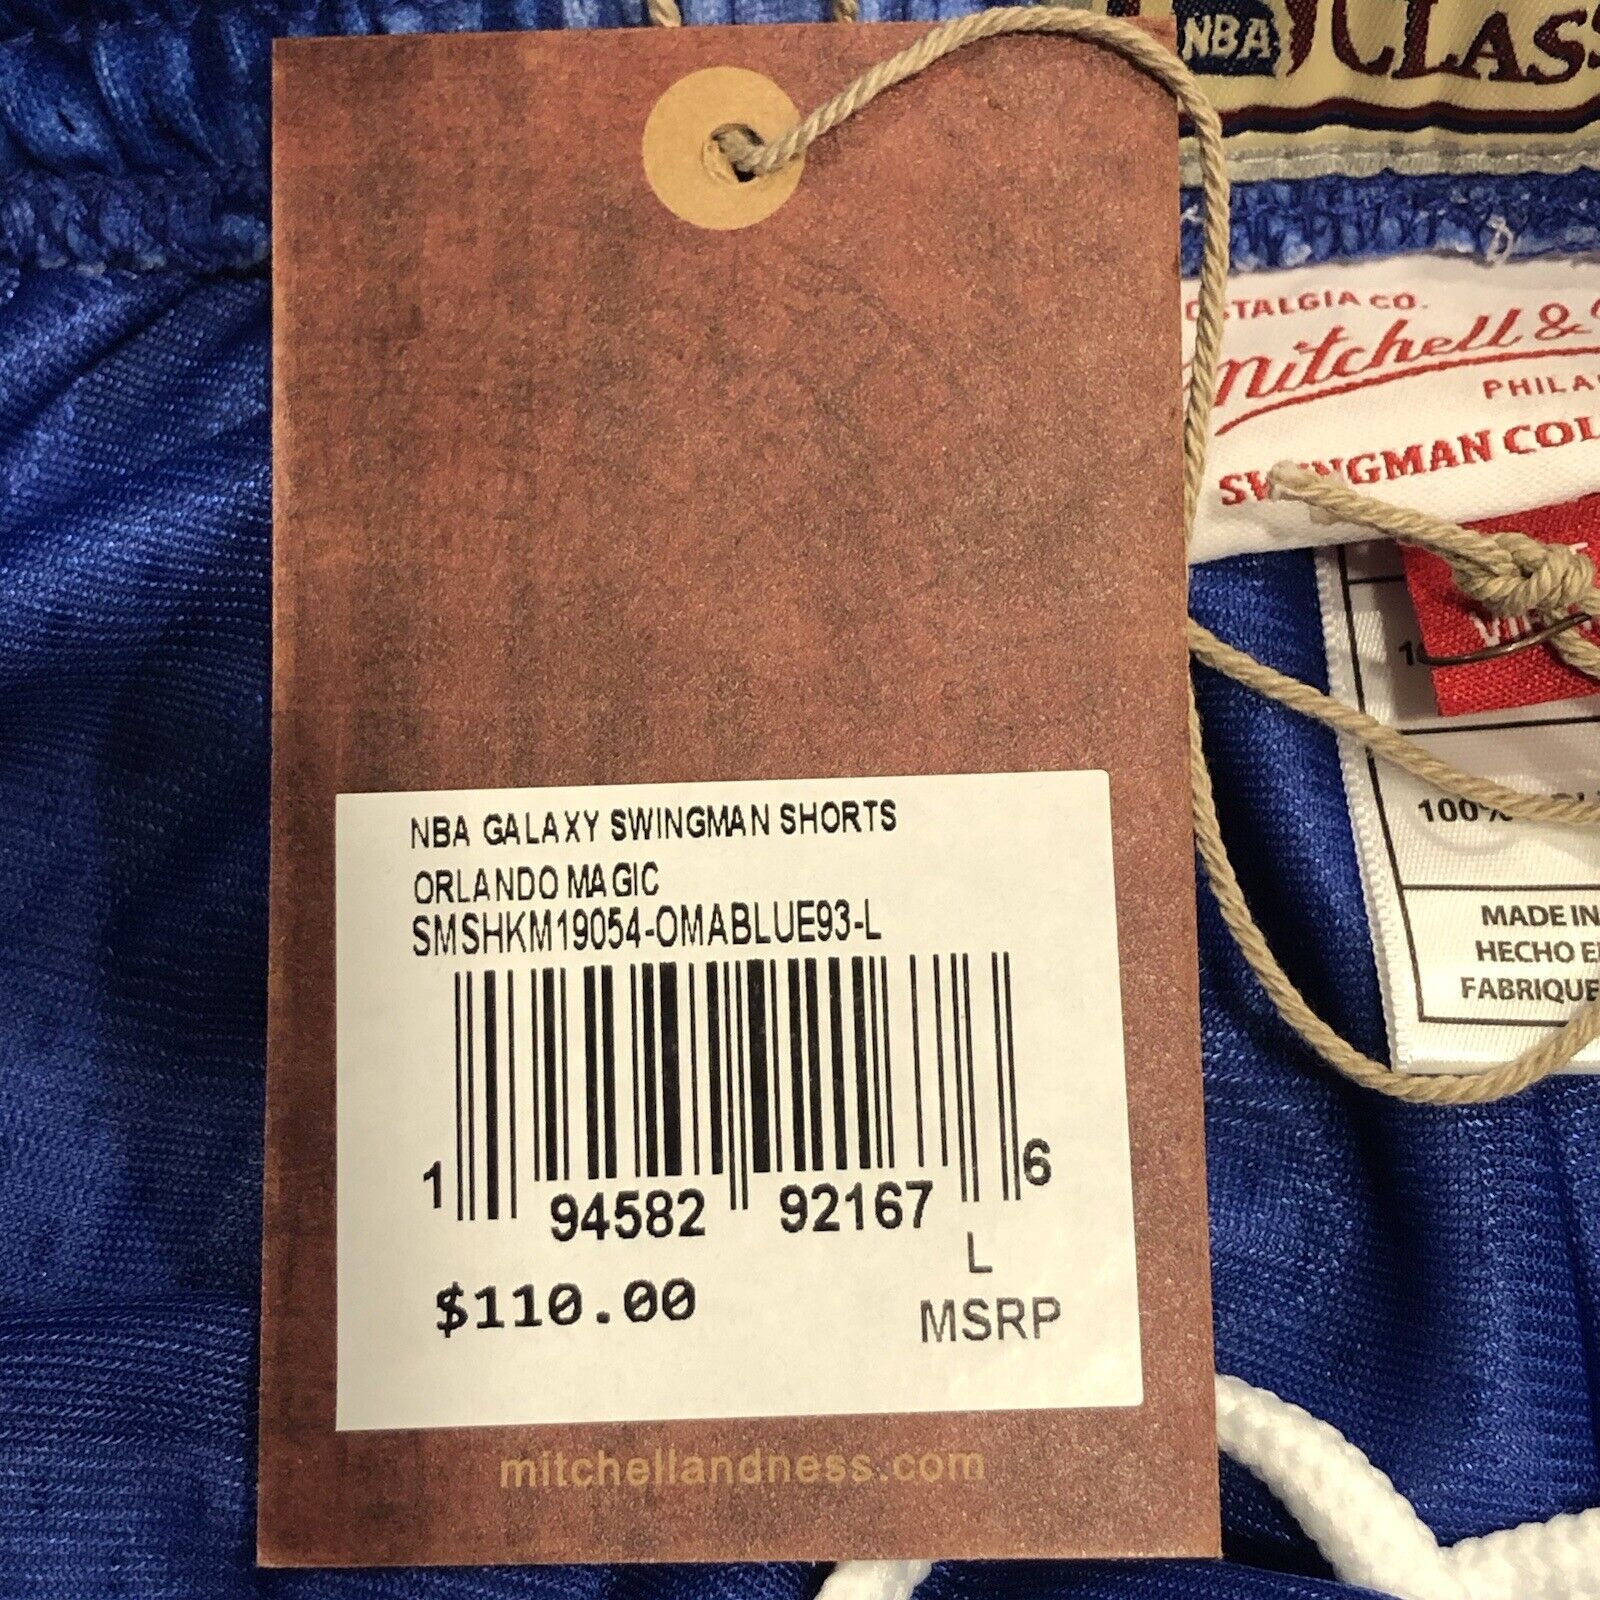 NBA CLAS
STALGIA CO.
mitchell &
PHILA
SWINGMAN COL
100%
MADE IN
HECHO E
FABRIQUE
NBA GALAXY SWINGMAN SHORTS
ORLANDO MAGIC
SMSHKM19054-OMABLUE93-L
1 94582 92167 6
L
$110.00 MSRP
mitchellandness.com